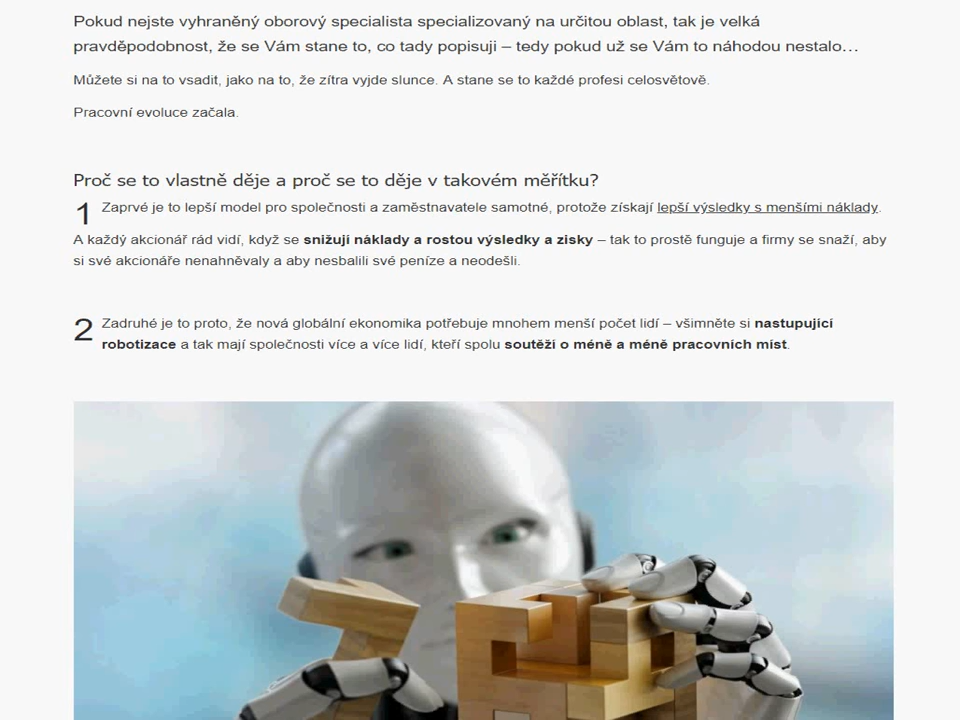 Pokud nejste vyhraněný oborový specialista specializovaný na určitou oblast, tak je velká
pravděpodobnost, že se Vám stane to, co tady popisuji – tedy pokud už se Vám to náhodou nestalo…
Můžete si na to vsadit, jako na to, že zítra vyjde slunce. A stane se to každé profesi celosvětově.
Pracovní evoluce začala.
Proč se to vlastně děje a proč se to děje v takovém měřítku?
1 Zaprvé je to lepší model pro společnosti a zaměstnavatele samotné, protože získají lepší výsledky s menšími náklady.
A každý akcionář rád vidí, když se snižují náklady a rostou výsledky a zisky – tak to prostě funguje a firmy se snaží, aby
si své akcionáře nenahněvaly a aby nesbalili své peníze a neodešli.
2 Zadruhé je to proto, že nová globální ekonomika potřebuje mnohem menší počet lidí – všimněte si nastupující
robotizace a tak mají společnosti více a více lidí, kteří spolu soutěží o méně a méně pracovních míst.